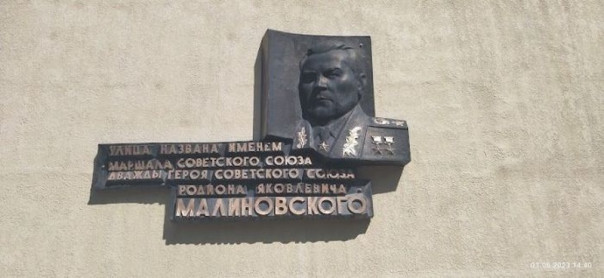 УЛИЦА НАЗВАНА ИМЕНЕМ
МАРШАЛА СОВЕТСКОГО СОЮЗА
ДВАЖДЫ ГЕРОЯ СОВЕТСКОГО СОЮЗА
РОДИОНА ЯКОВЛЕВИЧА
МАЛИНОВСКОГО